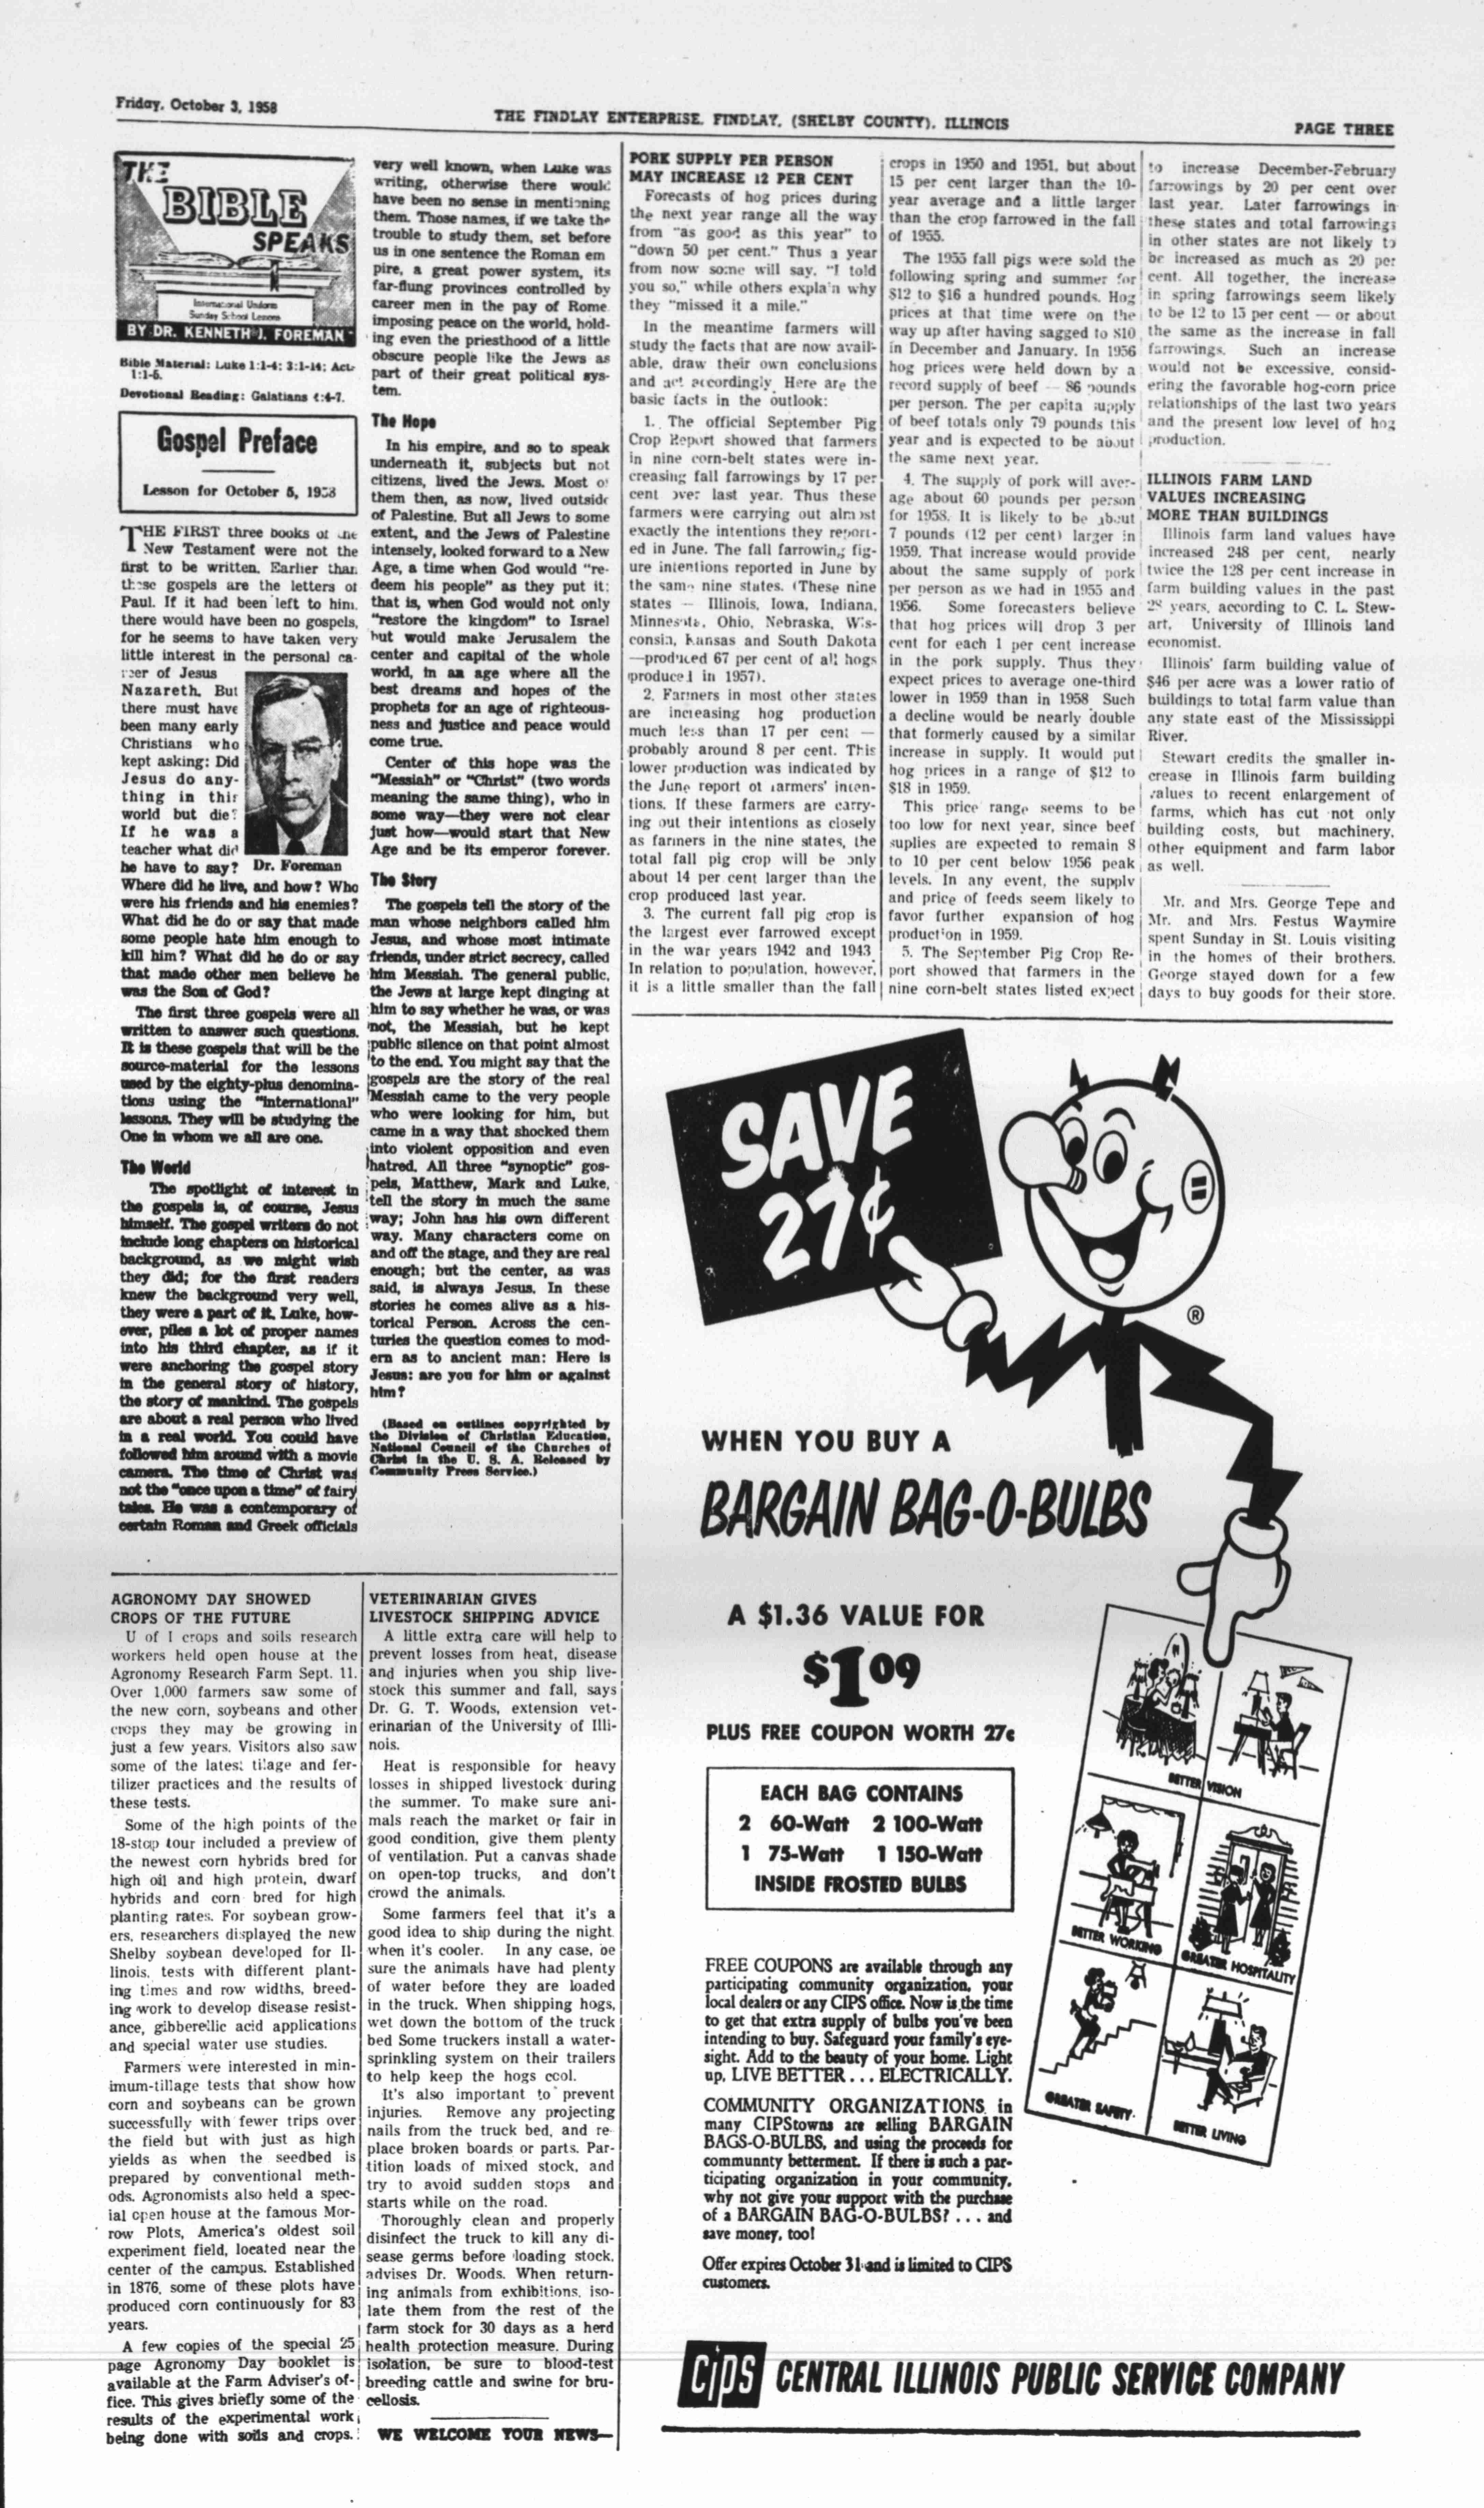 Friday, October 3, 1958
THE FINDLAY ENTERPRISE, FINDLAY, (SHELBY COUNTY), ILLINOIS
PAGE THREE
THE
BIBLE
SPEAKS
International Uniform
Sunday School Lessons
BY DR. KENNETH J. FOREMAN
Bible Material: Luke 1:1-4; 3:1-14; Acts
1:1-5.
Devotional Reading: Galatians 4:4-7.
Gospel Preface
Lesson for October 5, 1958
THE FIRST three books of the
New Testament were not the
first to be written. Earlier than
these gospels are the letters of
Paul. If it had been left to him,
there would have been no gospels,
for he seems to have taken very
little interest in the personal ca-
reer of Jesus
Nazareth. But
there must have
been many early
Christians who
kept asking: Did
Jesus do any-
thing in this
world but die?
If he was a
teacher what did
he have to say?
Dr. Foreman
Where did he live, and how? Who
were his friends and his enemies?
What did he do or say that made
some people hate him enough to
kill him? What did he do or say
that made other men believe he
was the Son of God?
The first three gospels were all
written to answer such questions.
It is these gospels that will be the
source-material for the lessons
used by the eighty-plus denomina-
tions using the "international"
lessons. They will be studying the
One in whom we all are one.
The World
The spotlight of interest in
the gospels is, of course, Jesus
himself. The gospel writers do not
include long chapters on historical
background, as we might wish
they did; for the first readers
knew the background very well,
they were a part of it. Luke, how-
ever, piles a lot of proper names
into his third chapter, as if it
were anchoring the gospel story
in the general story of history,
the story of mankind. The gospels
are about a real person who lived
in a real world. You could have
followed him around with a movie
camera. The time of Christ was
not the "once upon a time" of fairy
tales. He was a contemporary of
certain Roman and Greek officials
very well known, when Luke was
writing, otherwise there would
have been no sense in mentioning
them. Those names, if we take the
trouble to study them, set before
us in one sentence the Roman em
pire, a great power system, its
far-flung provinces controlled by
career men in the pay of Rome
imposing peace on the world, hold-
ing even the priesthood of a little
obscure people like the Jews as
part of their great political sys-
tem.
The Hope
In his empire, and so to speak
underneath it, subjects but not
citizens, lived the Jews. Most of
them then, as now, lived outside
of Palestine. But all Jews to some
extent, and the Jews of Palestine
intensely, looked forward to a New
Age, a time when God would "re-
deem his people" as they put it;
that is, when God would not only
"restore the kingdom" to Israel
but would make Jerusalem the
center and capital of the whole
world, in aa age where all the
best dreams and hopes of the
prophets for an age of righteous-
ness and justice and peace would
come true.
Center of this hope was the
"Messiah" or "Christ" (two words
meaning the same thing), who in
some way—they were not clear
just how—would start that New
Age and be its emperor forever.
The Story
The gospels tell the story of the
man whose neighbors called him
Jesus, and whose most intimate
friends, under strict secrecy, called
him Messiah. The general public,
the Jews at large kept dinging at
him to say whether he was, or was
not, the Messiah, but he kept
public silence on that point almost
to the end. You might say that the
gospels are the story of the real
Messiah came to the very people
who were looking for him, but
came in a way that shocked them
into violent opposition and even
hatred. All three "synoptic" gos-
pels, Matthew, Mark and Luke,
tell the story in much the same
way; John has his own different
way. Many characters come on
and off the stage, and they are real
enough; but the center, as was
said, is always Jesus. In these
stories he comes alive as a his-
torical Person. Across the cen-
turies the question comes to mod-
ern as to ancient man: Here is
Jesus: are you for him or against
him?
(Based on outlines copyrighted by
the Division of Christian Education,
National Council of the Churches of
Christ in the U. S. A. Released by
Community Press Service.)
AGRONOMY DAY SHOWED
CROPS OF THE FUTURE
U of I crops and soils research
workers held open house at the
Agronomy Research Farm Sept. 11.
Over 1,000 farmers saw some of
the new corn, soybeans and other
crops they may be growing in
just a few years. Visitors also saw
some of the latest tilage and fer-
tilizer practices and the results of
these tests.
Some of the high points of the
18-stop tour included a preview of
the newest corn hybrids bred for
high oil and high protein, dwarf
hybrids and corn bred for high
planting rates. For soybean grow-
ers, researchers displayed the new
Shelby soybean developed for Il-
linois, tests with different plant-
ing times and row widths, breed-
ing work to develop disease resist-
ance, gibberellic acid applications
and special water use studies.
Farmers were interested in min-
imum-tillage tests that show how
corn and soybeans can be grown
successfully with fewer trips over
the field but with just as high
yields as when the seedbed is
prepared by conventional meth-
ods. Agronomists also held a spec-
ial open house at the famous Mor-
row Plots, America's oldest soil
experiment field, located near the
center of the campus. Established
in 1876, some of these plots have
produced corn continuously for 83
years.
A few copies of the special 25
page Agronomy Day booklet is
available at the Farm Adviser's of-
fice. This gives briefly some of the
results of the experimental work
being done with soils and crops.
VETERINARIAN GIVES
LIVESTOCK SHIPPING ADVICE
A little extra care will help to
prevent losses from heat, disease
and injuries when you ship live-
stock this summer and fall, says
Dr. G. T. Woods, extension vet-
erinarian of the University of Illi-
nois.
Heat is responsible for heavy
losses in shipped livestock during
the summer. To make sure ani-
mals reach the market or fair in
good condition, give them plenty
of ventilation. Put a canvas shade
on open-top trucks, and don't
crowd the animals.
Some farmers feel that it's a
good idea to ship during the night
when it's cooler. In any case, be
sure the animals have had plenty
of water before they are loaded
in the truck. When shipping hogs,
wet down the bottom of the truck
bed Some truckers install a water-
sprinkling system on their trailers
to help keep the hogs cool.
It's also important to prevent
injuries. Remove any projecting
nails from the truck bed, and re-
place broken boards or parts. Par-
tition loads of mixed stock, and
try to avoid sudden stops and
starts while on the road.
Thoroughly clean and properly
disinfect the truck to kill any di-
sease germs before loading stock,
advises Dr. Woods. When return-
ing animals from exhibitions, iso-
late them from the rest of the
farm stock for 30 days as a herd
health protection measure. During
isolation, be sure to blood-test
breeding cattle and swine for bru-
cellosis.
WE WELCOME YOUR NEWS—
PORK SUPPLY PER PERSON
MAY INCREASE 12 PER CENT
Forecasts of hog prices during
the next year range all the way
from "as good as this year" to
"down 50 per cent." Thus a year
from now some will say, "I told
you so," while others explain why
they "missed it a mile."
In the meantime farmers will
study the facts that are now avail-
able, draw their own conclusions
and act accordingly. Here are the
basic facts in the outlook:
1. The official September Pig
Crop Report showed that farmers
in nine corn-belt states were in-
creasing fall farrowings by 17 per
cent over last year. Thus these
farmers were carrying out almost
exactly the intentions they report-
ed in June. The fall farrowing fig-
ure intentions reported in June by
the same nine states. (These nine
states — Illinois, Iowa, Indiana,
Minnesota, Ohio, Nebraska, Wis-
consin, Kansas and South Dakota
—produced 67 per cent of all hogs
produced in 1957).
2. Farmers in most other states
are increasing hog production
much less than 17 per cent —
probably around 8 per cent. This
lower production was indicated by
the June report of farmers' inten-
tions. If these farmers are carry-
ing out their intentions as closely
as farmers in the nine states, the
total fall pig crop will be only
about 14 per cent larger than the
crop produced last year.
3. The current fall pig crop is
the largest ever farrowed except
in the war years 1942 and 1943.
In relation to population, however,
it is a little smaller than the fall
crops in 1950 and 1951, but about
15 per cent larger than the 10-
year average and a little larger
than the crop farrowed in the fall
of 1955.
The 1955 fall pigs were sold the
following spring and summer for
$12 to $16 a hundred pounds. Hog
prices at that time were on the
way up after having sagged to $10
in December and January. In 1956
hog prices were held down by a
record supply of beef — 86 pounds
per person. The per capita supply
of beef totals only 79 pounds this
year and is expected to be about
the same next year.
4. The supply of pork will aver-
age about 60 pounds per person
for 1958. It is likely to be about
7 pounds (12 per cent) larger in
1959. That increase would provide
about the same supply of pork
per person as we had in 1955 and
1956. Some forecasters believe
that hog prices will drop 3 per
cent for each 1 per cent increase
in the pork supply. Thus they
expect prices to average one-third
lower in 1959 than in 1958 Such
a decline would be nearly double
that formerly caused by a similar
increase in supply. It would put
hog prices in a range of $12 to
$18 in 1959.
This price range seems to be
too low for next year, since beef
suplies are expected to remain 8
to 10 per cent below 1956 peak
levels. In any event, the supply
and price of feeds seem likely to
favor further expansion of hog
production in 1959.
5. The September Pig Crop Re-
port showed that farmers in the
nine corn-belt states listed expect
to increase December-February
farrowings by 20 per cent over
last year. Later farrowings in
these states and total farrowings
in other states are not likely to
be increased as much as 20 per
cent. All together, the increase
in spring farrowings seem likely
to be 12 to 15 per cent — or about
the same as the increase in fall
farrowings. Such an increase
would not be excessive, consid-
ering the favorable hog-corn price
relationships of the last two years
and the present low level of hog
production.
ILLINOIS FARM LAND
VALUES INCREASING
MORE THAN BUILDINGS
Illinois farm land values have
increased 248 per cent, nearly
twice the 128 per cent increase in
farm building values in the past
28 years, according to C. L. Stew-
art, University of Illinois land
economist.
Illinois' farm building value of
$46 per acre was a lower ratio of
buildings to total farm value than
any state east of the Mississippi
River.
Stewart credits the smaller in-
crease in Illinois farm building
values to recent enlargement of
farms, which has cut not only
building costs, but machinery,
other equipment and farm labor
as well.
Mr. and Mrs. George Tepe and
Mr. and Mrs. Festus Waymire
spent Sunday in St. Louis visiting
in the homes of their brothers.
George stayed down for a few
days to buy goods for their store.
SAVE
27¢
®
WHEN YOU BUY A
BARGAIN BAG-O-BULBS
A $1.36 VALUE FOR
$1 09
PLUS FREE COUPON WORTH 27c
EACH BAG CONTAINS
2 60-Watt 2 100-Watt
1 75-Watt 1 150-Watt
INSIDE FROSTED BULBS
FREE COUPONS are available through any
participating community organization, your
local dealers or any CIPS office. Now is the time
to get that extra supply of bulbs you've been
intending to buy. Safeguard your family's eye-
sight. Add to the beauty of your home. Light
up, LIVE BETTER . . . ELECTRICALLY.
COMMUNITY ORGANIZATIONS in
many CIPStowns are selling BARGAIN
BAGS-O-BULBS, and using the proceeds for
communnty betterment. If there is such a par-
ticipating organization in your community,
why not give your support with the purchase
of a BARGAIN BAG-O-BULBS? . . . and
save money, too!
Offer expires October 31 and is limited to CIPS
customers.
BETTER VISION
BETTER WORKING
GREATER HOSPITALITY
GREATER SAFETY
BETTER LIVING
CIPS CENTRAL ILLINOIS PUBLIC SERVICE COMPANY